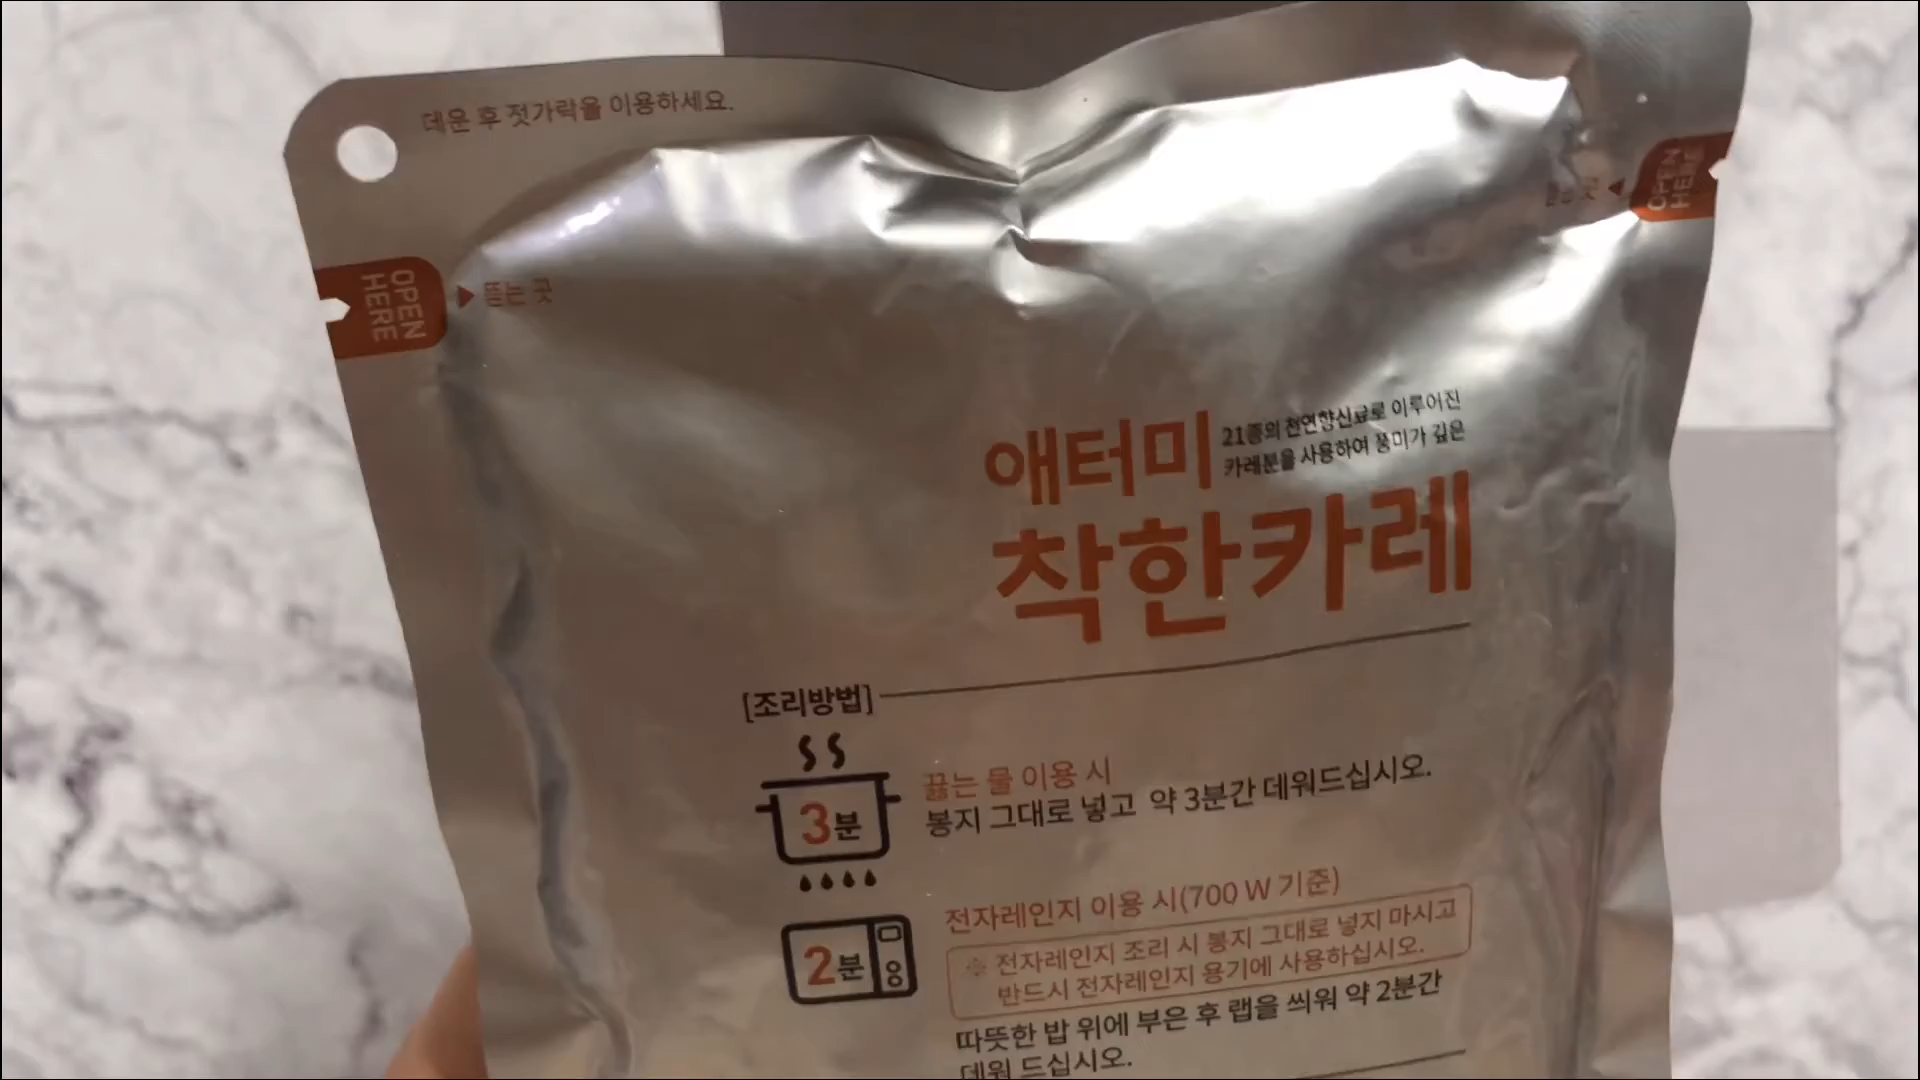 데운 후 젓가락을 이용하세요.
OPEN
HERE
뜯는 곳
뜯는 곳
OPEN
HERE
애터미
21종의 천연향신료로 이루어진
카레분을 사용하여 풍미가 깊은
착한카레
[조리방법]
3분
끓는 물 이용 시
봉지 그대로 넣고 약 3분간 데워드십시오.
2분
전자레인지 이용 시(700 W 기준)
※ 전자레인지 조리 시 봉지 그대로 넣지 마시고
반드시 전자레인지 용기에 사용하십시오.
따뜻한 밥 위에 부은 후 랩을 씌워 약 2분간
데워 드십시오.